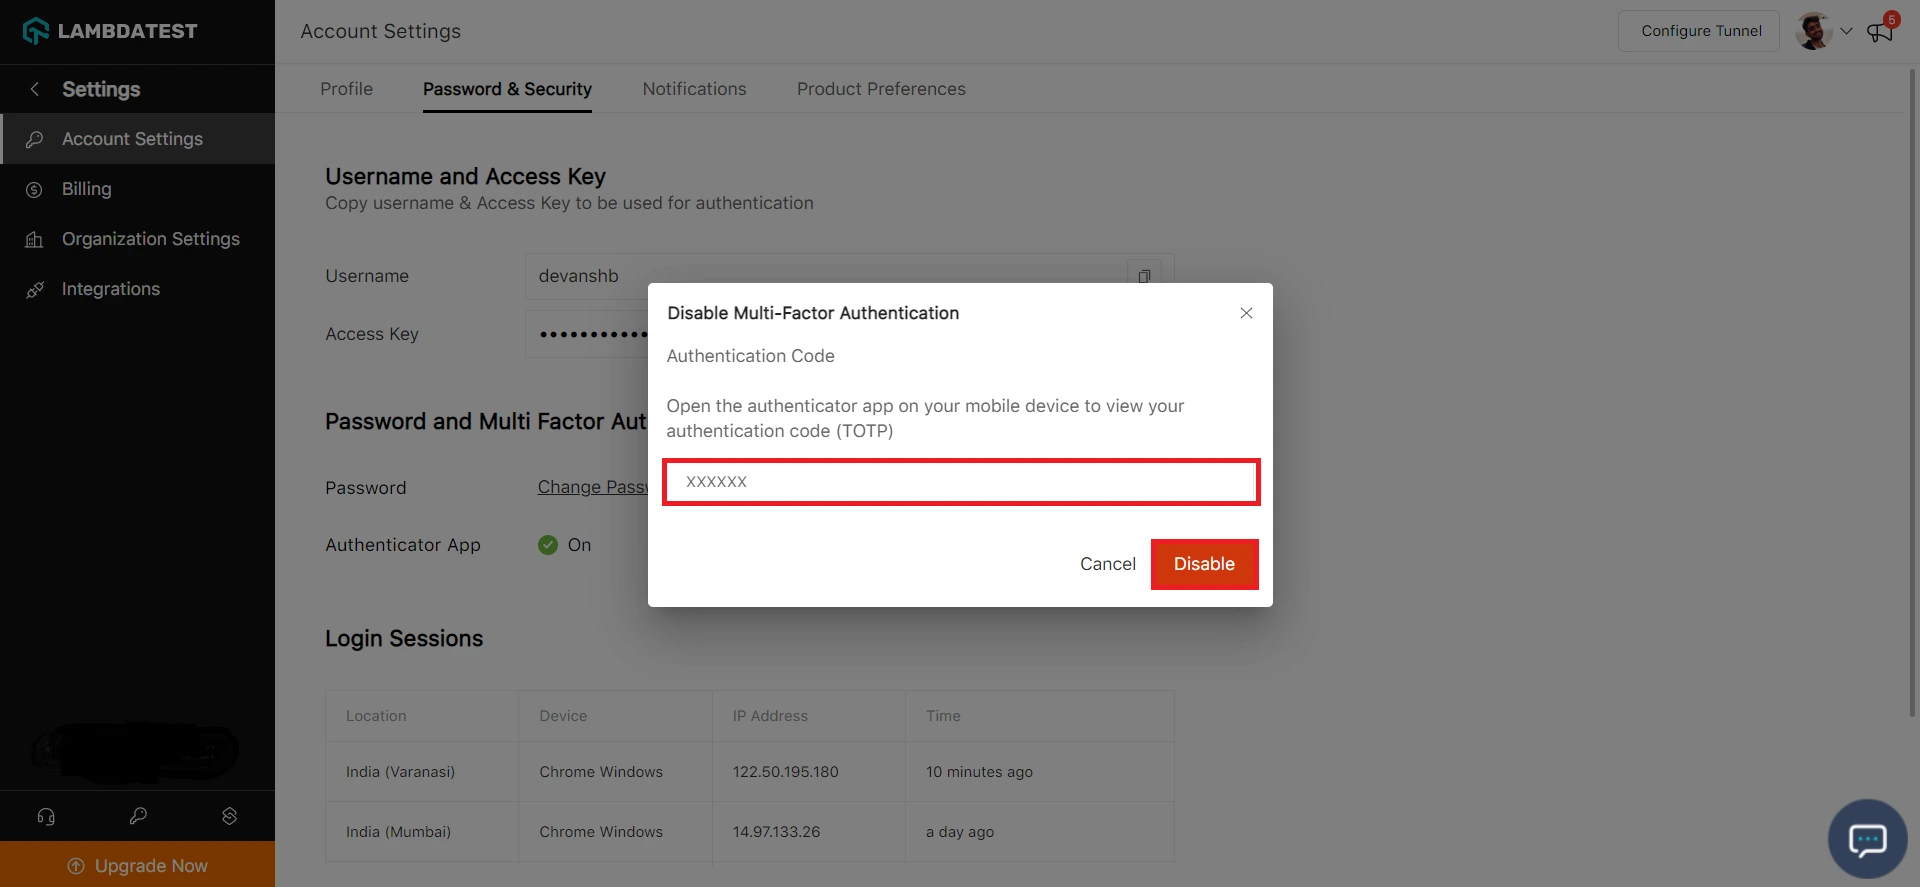 LAMBDATEST
Account Settings
Configure Tunnel
5
Settings
Profile
Password & Security
Notifications
Product Preferences
Account Settings
Billing
Organization Settings
Integrations
Username and Access Key
Copy username & Access Key to be used for authentication
Username
devanshb
Access Key
Disable Multi-Factor Authentication
Authentication Code
Open the authenticator app on your mobile device to view your
authentication code (TOTP)
XXXXXX
Cancel
Disable
Password and Multi Factor Aut
Password
Change Pass
Authenticator App
On
Login Sessions
Location Device IP Address Time
India (Varanasi) Chrome Windows 122.50.195.180 10 minutes ago
India (Mumbai) Chrome Windows 14.97.133.26 a day ago
Upgrade Now